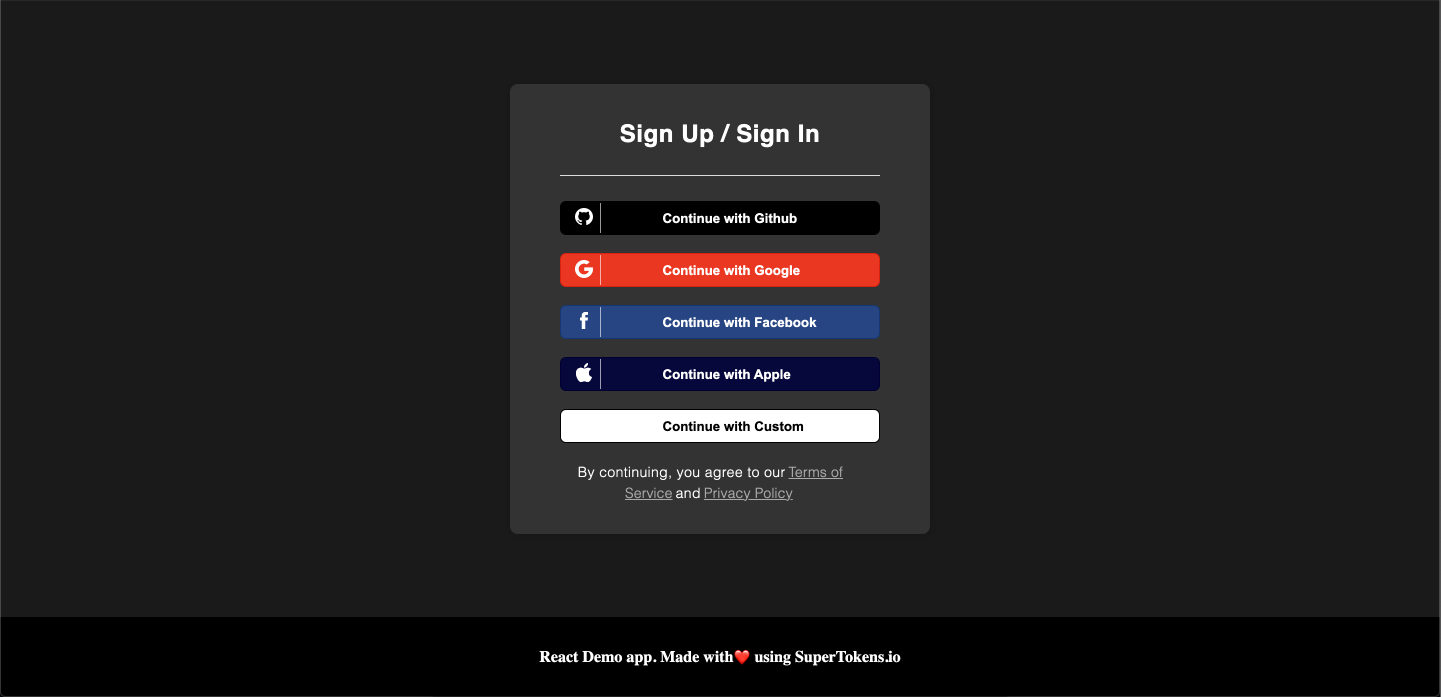 Sign Up / Sign In
Continue with Github
Continue with Google
Continue with Facebook
Continue with Apple
Continue with Custom
By continuing, you agree to our Terms of
Service and Privacy Policy
React Demo app. Made with❤️ using SuperTokens.io